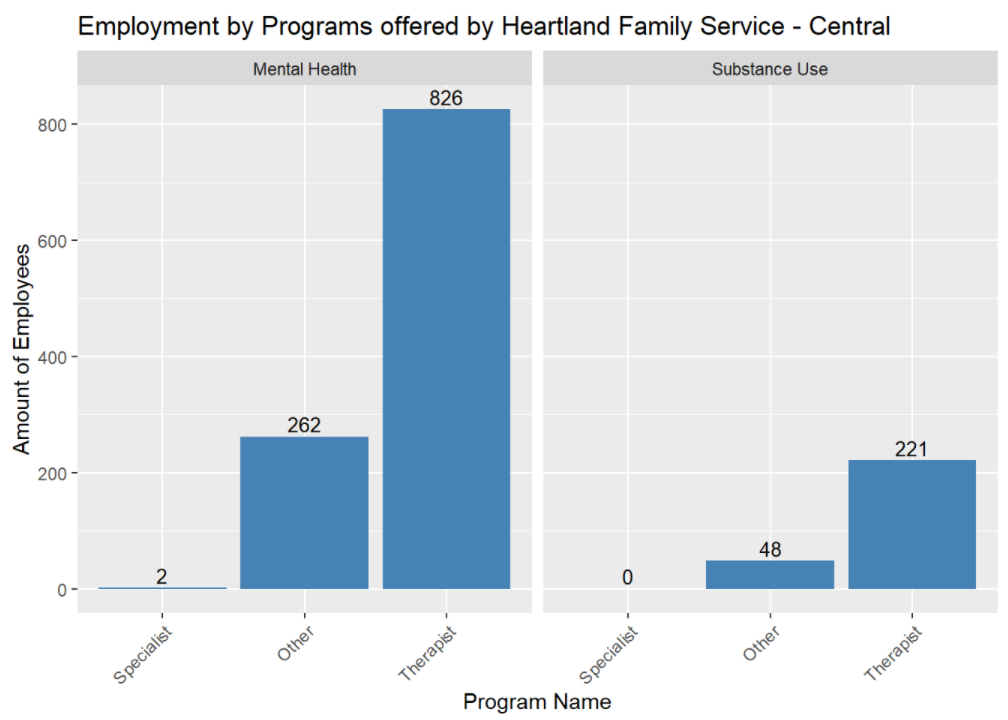 Employment by Programs offered by Heartland Family Service - Central
Mental Health
Substance Use
Amount of Employees
800
600
400
200
0
826
262
2
221
48
0
Specialist
Other
Therapist
Specialist
Other
Therapist
Program Name